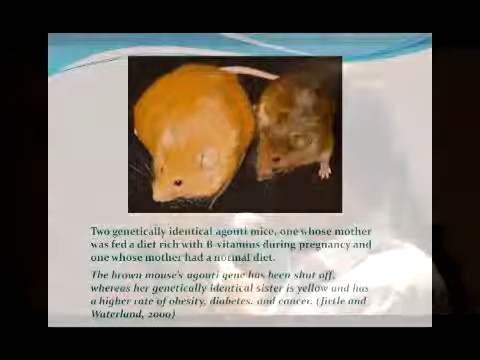 Two genetically identical agouti mice, one whose mother
was fed a diet rich with B-vitamins during pregnancy and
one whose mother had a normal diet.
The brown mouse's agouti gene has been shut off,
whereas her genetically identical sister is yellow and has
a higher rate of obesity, diabetes, and cancer. (Jirtle and
Waterland, 2000)